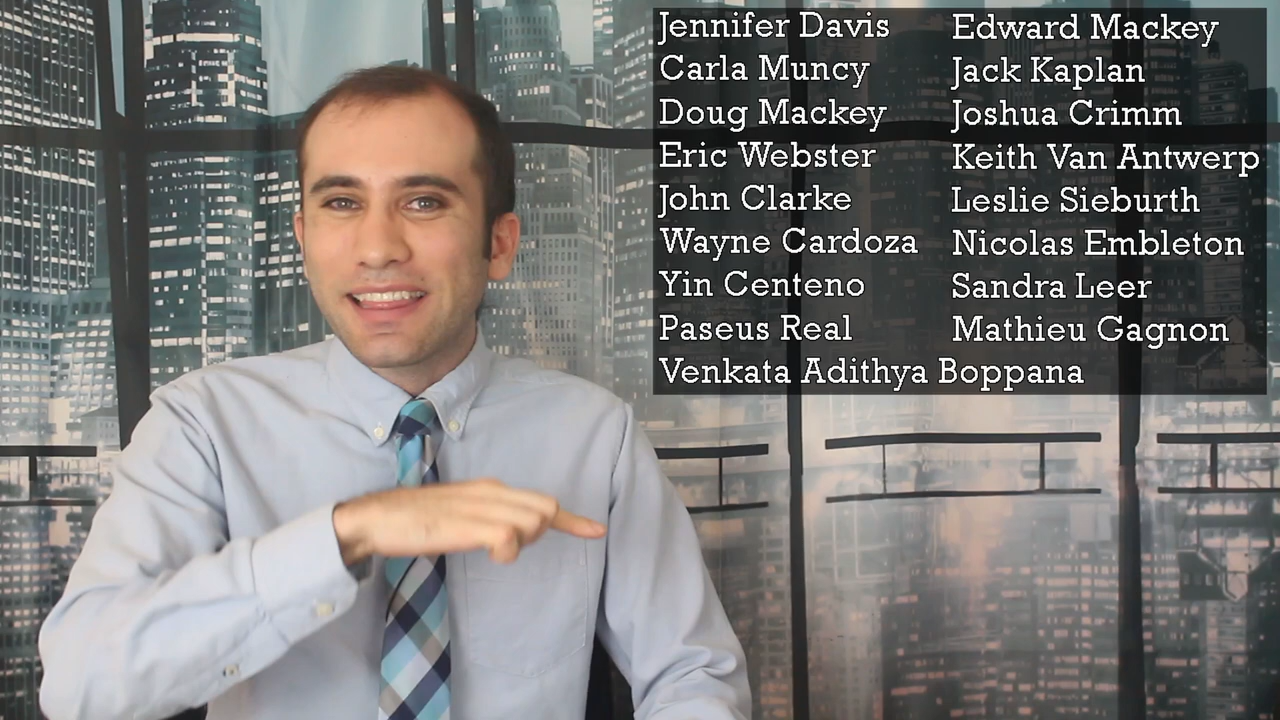 Jennifer Davis
Carla Muncy
Doug Mackey
Eric Webster
John Clarke
Wayne Cardoza
Yin Centeno
Paseus Real
Venkata Adithya Boppana
Edward Mackey
Jack Kaplan
Joshua Crimm
Keith Van Antwerp
Leslie Sieburth
Nicolas Embleton
Sandra Leer
Mathieu Gagnon